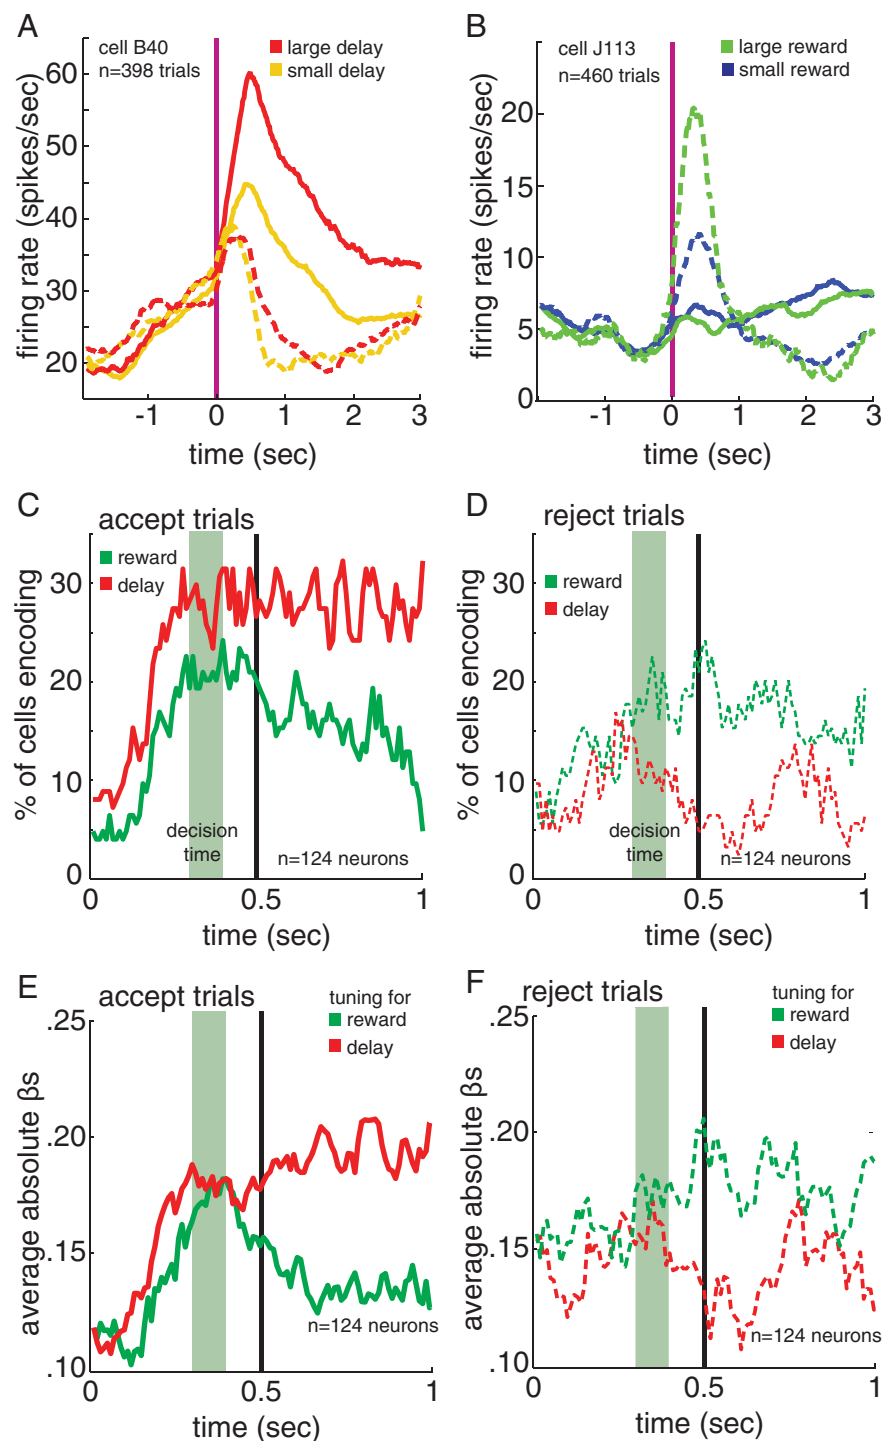 A
cell B40
n=398 trials
large delay
small delay
60
50
40
30
20
firing rate (spikes/sec)
-1
0
1
2
3
time (sec)
B
cell J113
n=460 trials
large reward
small reward
20
15
10
5
0
firing rate (spikes/sec)
-1
0
1
2
3
time (sec)
C
accept trials
reward
delay
30
20
10
0
% of cells encoding
decision
time
n=124 neurons
0
0.5
1
time (sec)
D
reject trials
reward
delay
30
20
10
0
% of cells encoding
decision
time
n=124 neurons
0
0.5
1
time (sec)
E
accept trials
tuning for
reward
delay
.25
.20
.15
.10
average absolute βs
n=124 neurons
0
0.5
1
time (sec)
F
reject trials
tuning for
reward
delay
.25
.20
.15
.10
average absolute βs
n=124 neurons
0
0.5
1
time (sec)